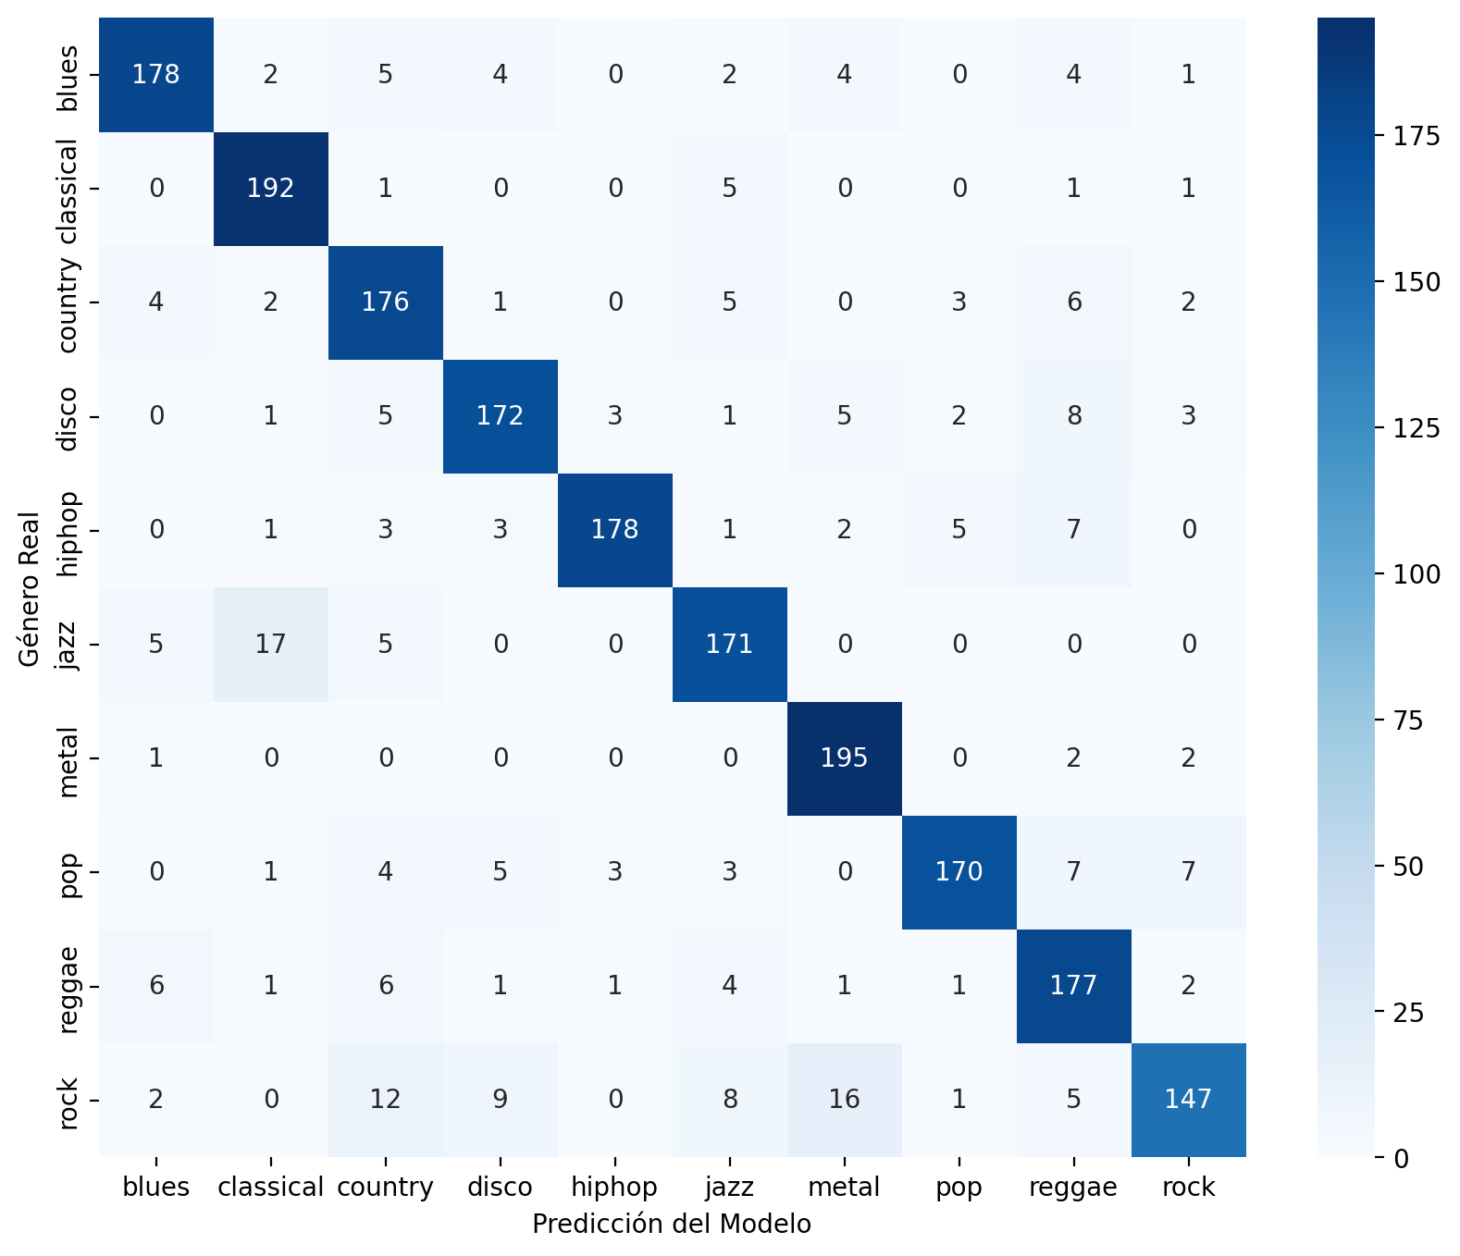 blues 178 2 5 4 0 2 4 0 4 1
classical 0 192 1 0 0 5 0 0 1 1
country 4 2 176 1 0 5 0 3 6 2
disco 0 1 5 172 3 1 5 2 8 3
hiphop 0 1 3 3 178 1 2 5 7 0
jazz 5 17 5 0 0 171 0 0 0 0
metal 1 0 0 0 0 0 195 0 2 2
pop 0 1 4 5 3 3 0 170 7 7
reggae 6 1 6 1 1 4 1 1 177 2
rock 2 0 12 9 0 8 16 1 5 147
blues classical country disco hiphop jazz metal pop reggae rock
Predicción del Modelo
Género Real
175
150
125
100
75
50
25
0